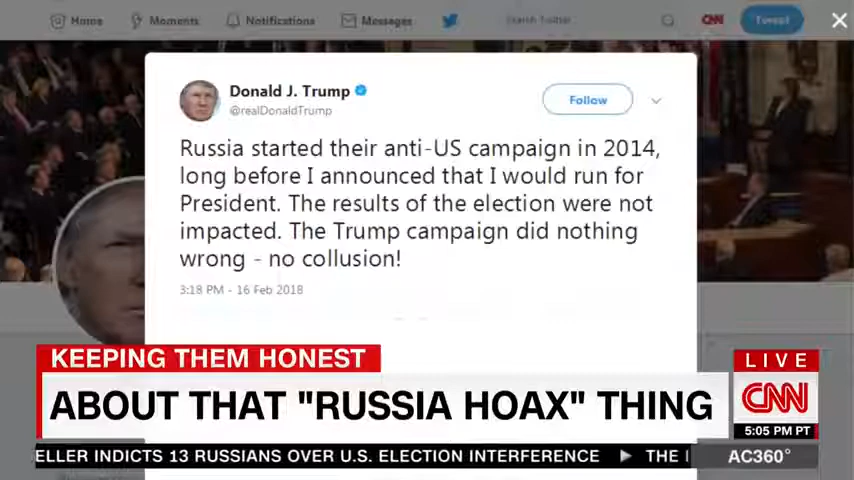 Home Moments Notifications Messages Search Twitter CNN Tweet
Donald J. Trump
@realDonaldTrump
Follow
Russia started their anti-US campaign in 2014,
long before I announced that I would run for
President. The results of the election were not
impacted. The Trump campaign did nothing
wrong - no collusion!
3:18 PM - 16 Feb 2018
KEEPING THEM HONEST
ABOUT THAT "RUSSIA HOAX" THING
LIVE
CNN
5:05 PM PT
ELLER INDICTS 13 RUSSIANS OVER U.S. ELECTION INTERFERENCE THE
AC360°